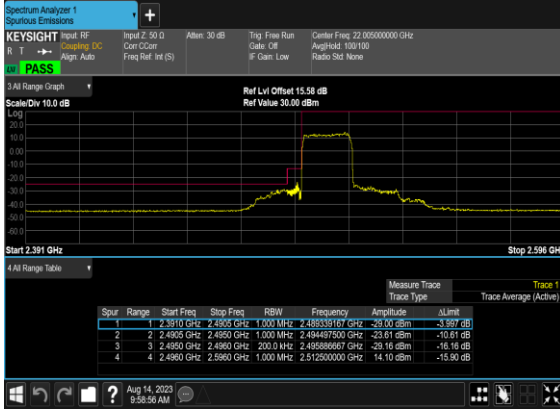 Spectrum Analyzer 1
Spurious Emissions
+
KEYSIGHT Input: RF Input Z: 50 Ω Atten: 30 dB Trig: Free Run Center Freq: 22.005000000 GHz
R T Coupling: DC Corr CCorr Gate: Off Avg|Hold: 100/100
Align: Auto Freq Ref: Int (S) IF Gain: Low Radio Std: None
PASS
3 All Range Graph
Ref Lvl Offset 15.58 dB
Scale/Div 10.0 dB Ref Value 30.00 dBm
Log
20.0
10.0
0.00
-10.0
-20.0
-30.0
-40.0
-50.0
-60.0
Start 2.391 GHz Stop 2.596 GH
4 All Range Table
Measure Trace Trace 1
Trace Type Trace Average (Active)
Spur Range Start Freq Stop Freq RBW Frequency Amplitude ΔLimit
1 1 2.3910 GHz 2.4905 GHz 1.000 MHz 2.489339167 GHz -29.00 dBm -3.997 dB
2 2 2.4905 GHz 2.4950 GHz 1.000 MHz 2.494497500 GHz -23.61 dBm -10.61 dB
3 3 2.4950 GHz 2.4960 GHz 200.0 kHz 2.495886667 GHz -29.16 dBm -16.16 dB
4 4 2.4960 GHz 2.5960 GHz 1.000 MHz 2.512500000 GHz 14.10 dBm -15.90 dB
?
Aug 14, 2023
9:58:56 AM